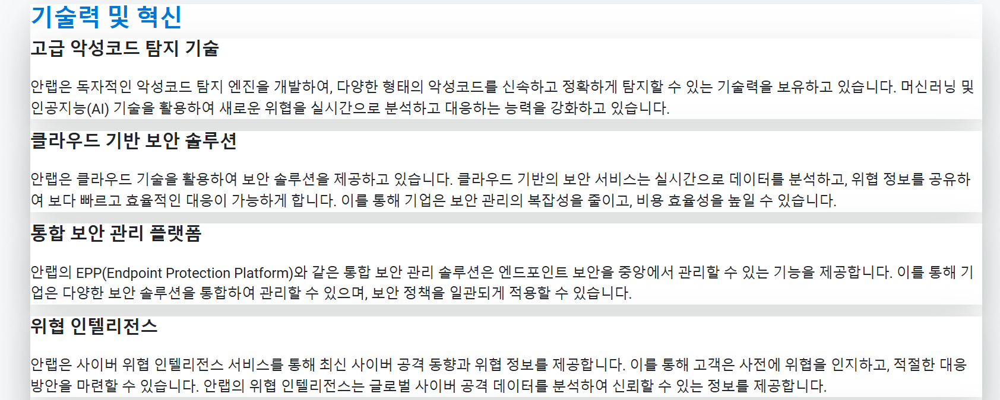 기술력 및 혁신
고급 악성코드 탐지 기술
안랩은 독자적인 악성코드 탐지 엔진을 개발하여, 다양한 형태의 악성코드를 신속하고 정확하게 탐지할 수 있는 기술력을 보유하고 있습니다. 머신러닝 및
인공지능(AI) 기술을 활용하여 새로운 위협을 실시간으로 분석하고 대응하는 능력을 강화하고 있습니다.
클라우드 기반 보안 솔루션
안랩은 클라우드 기술을 활용하여 보안 솔루션을 제공하고 있습니다. 클라우드 기반의 보안 서비스는 실시간으로 데이터를 분석하고, 위협 정보를 공유하
여 보다 빠르고 효율적인 대응이 가능하게 합니다. 이를 통해 기업은 보안 관리의 복잡성을 줄이고, 비용 효율성을 높일 수 있습니다.
통합 보안 관리 플랫폼
안랩의 EPP(Endpoint Protection Platform)와 같은 통합 보안 관리 솔루션은 엔드포인트 보안을 중앙에서 관리할 수 있는 기능을 제공합니다. 이를 통해 기
업은 다양한 보안 솔루션을 통합하여 관리할 수 있으며, 보안 정책을 일관되게 적용할 수 있습니다.
위협 인텔리전스
안랩은 사이버 위협 인텔리전스 서비스를 통해 최신 사이버 공격 동향과 위협 정보를 제공합니다. 이를 통해 고객은 사전에 위협을 인지하고, 적절한 대응
방안을 마련할 수 있습니다. 안랩의 위협 인텔리전스는 글로벌 사이버 공격 데이터를 분석하여 신뢰할 수 있는 정보를 제공합니다.